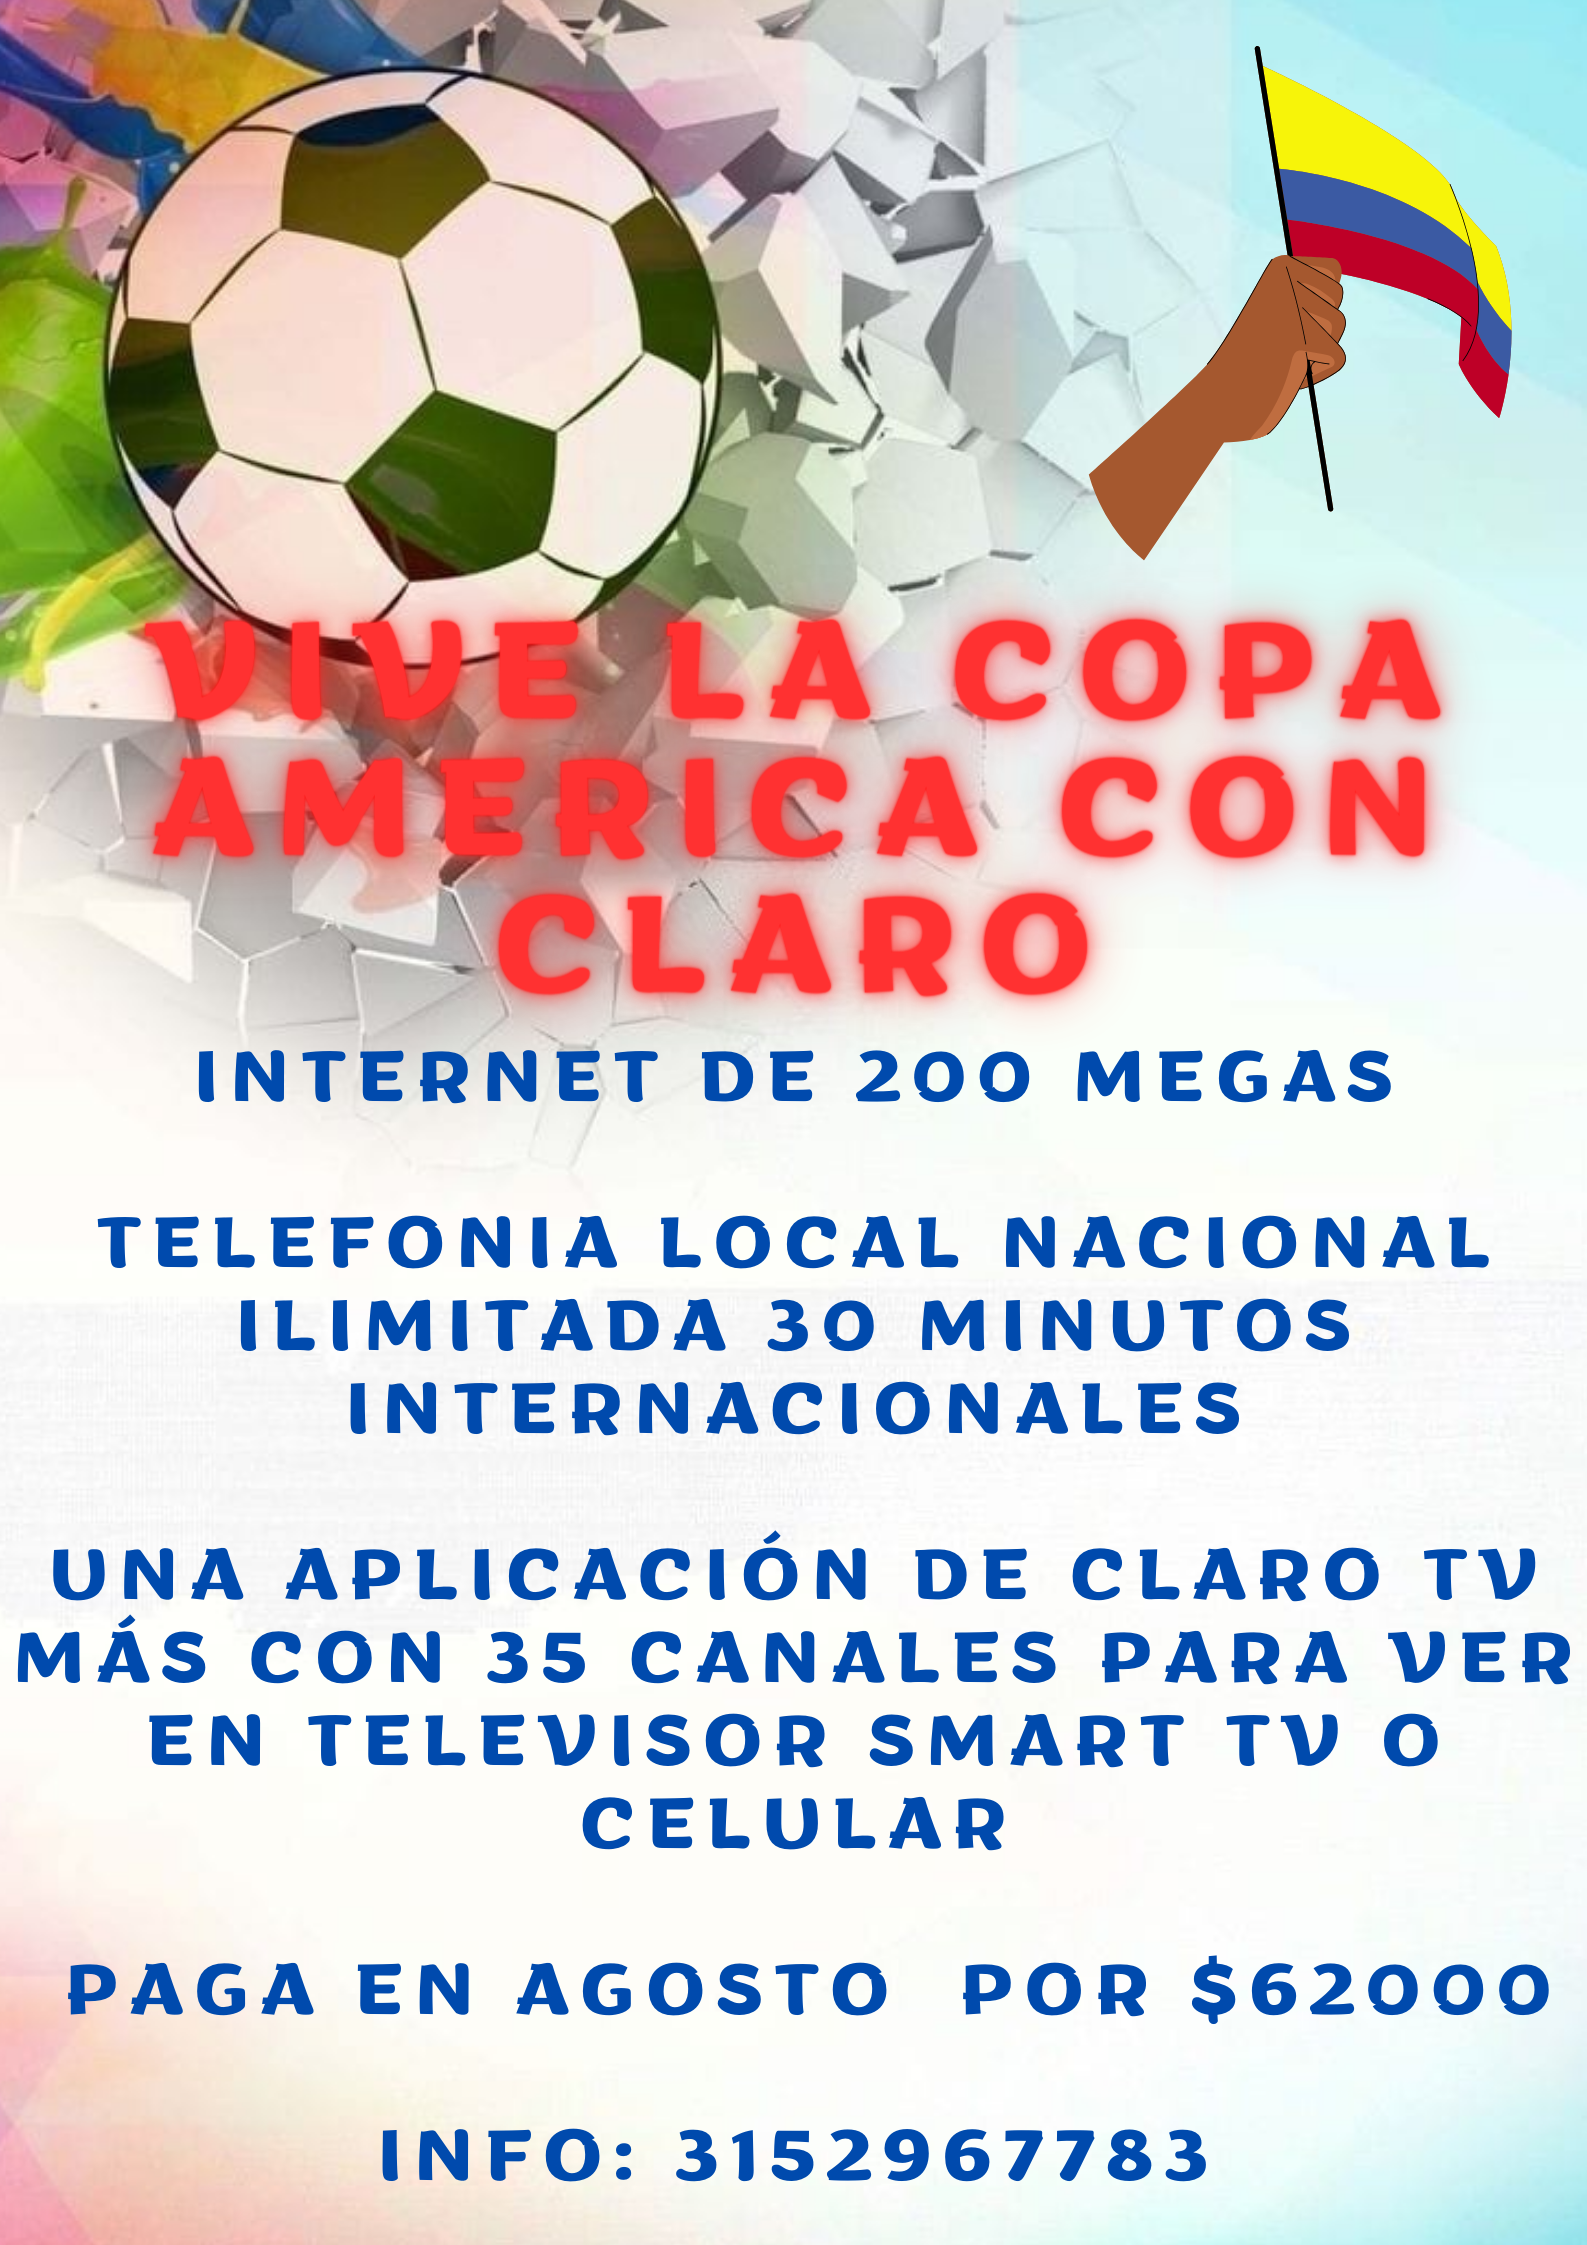 VIVE LA COPA
AMERICA CON
CLARO
INTERNET DE 200 MEGAS
TELEFONIA LOCAL NACIONAL
ILIMITADA 30 MINUTOS
INTERNACIONALES
UNA APLICACIÓN DE CLARO TV
MÁS CON 35 CANALES PARA VER
EN TELEVISOR SMART TV O
CELULAR
PAGA EN AGOSTO POR $62000
INFO: 3152967783